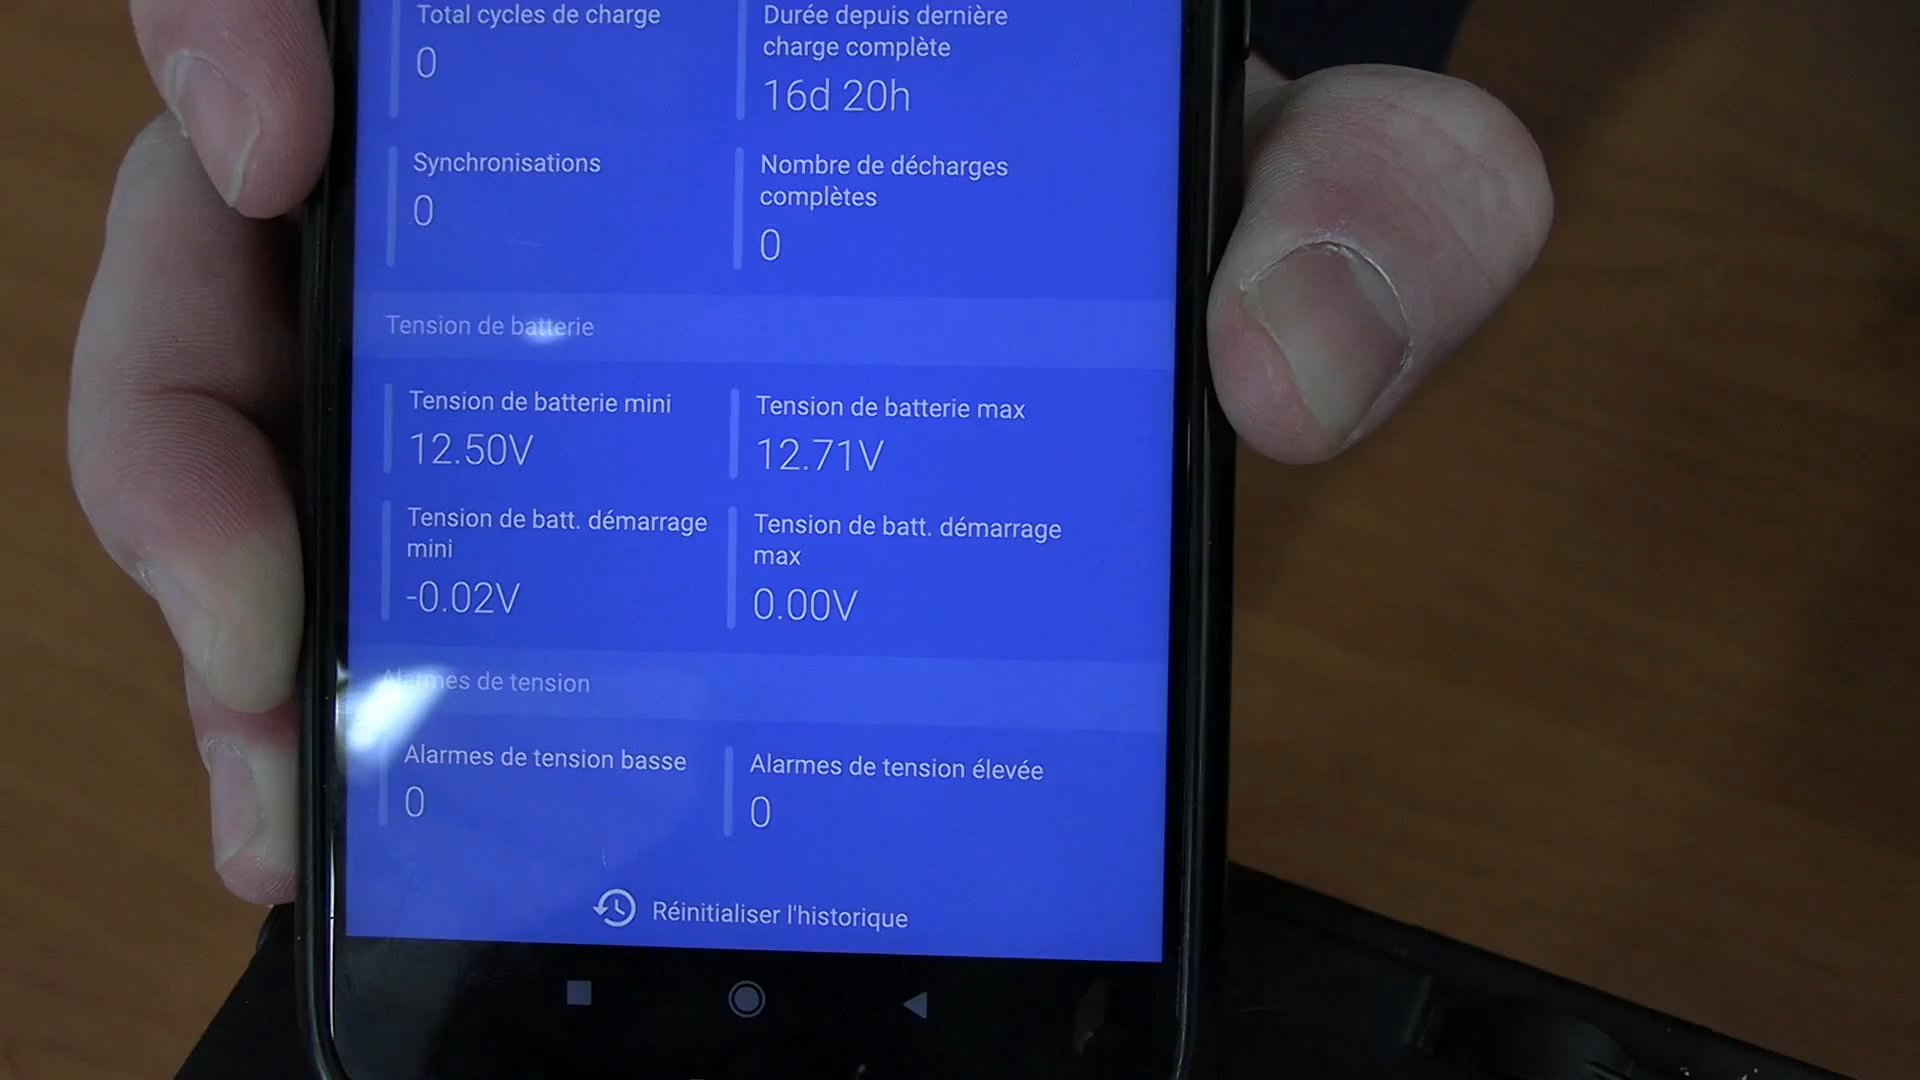 Total cycles de charge
0
Durée depuis dernière
charge complète
16d 20h
Synchronisations
0
Nombre de décharges
complètes
0
Tension de batterie
Tension de batterie mini
12.50V
Tension de batterie max
12.71V
Tension de batt. démarrage
mini
-0.02V
Tension de batt. démarrage
max
0.00V
Alarmes de tension
Alarmes de tension basse
0
Alarmes de tension élevée
0
Réinitialiser l'historique